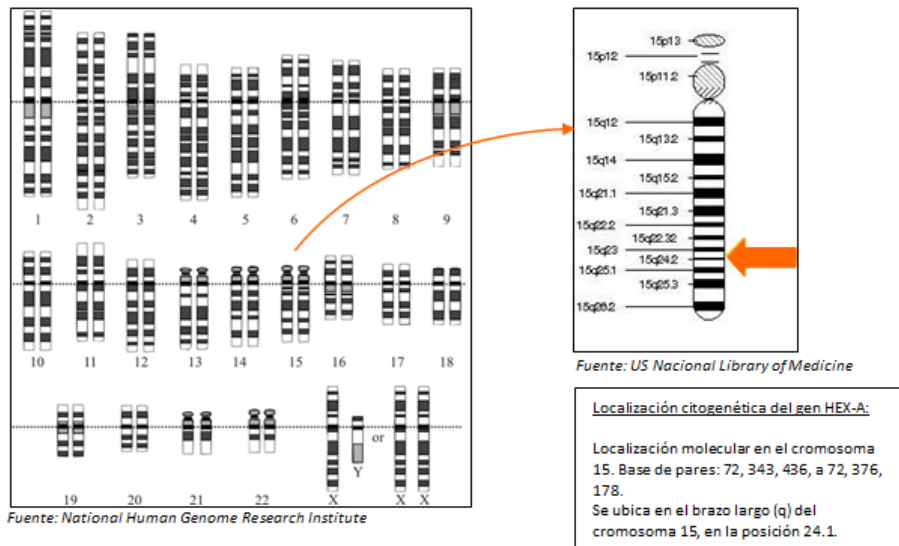 1 2 3 4 5 6 7 8 9
10 11 12 13 14 15 16 17 18
19 20 21 22 X Y or X X
Fuente: National Human Genome Research Institute
15p13
15p12
15p11.2
15q12
15q13.2
15q14
15q15.2
15q21.1
15q21.3
15q22.2
15q22.32
15q23
15q24.2
15q25.1
15q25.3
15q26.2
Fuente: US Nacional Library of Medicine
Localización citogenética del gen HEX-A:
Localización molecular en el cromosoma
15. Base de pares: 72, 343, 436, a 72, 376,
178.
Se ubica en el brazo largo (q) del
cromosoma 15, en la posición 24.1.